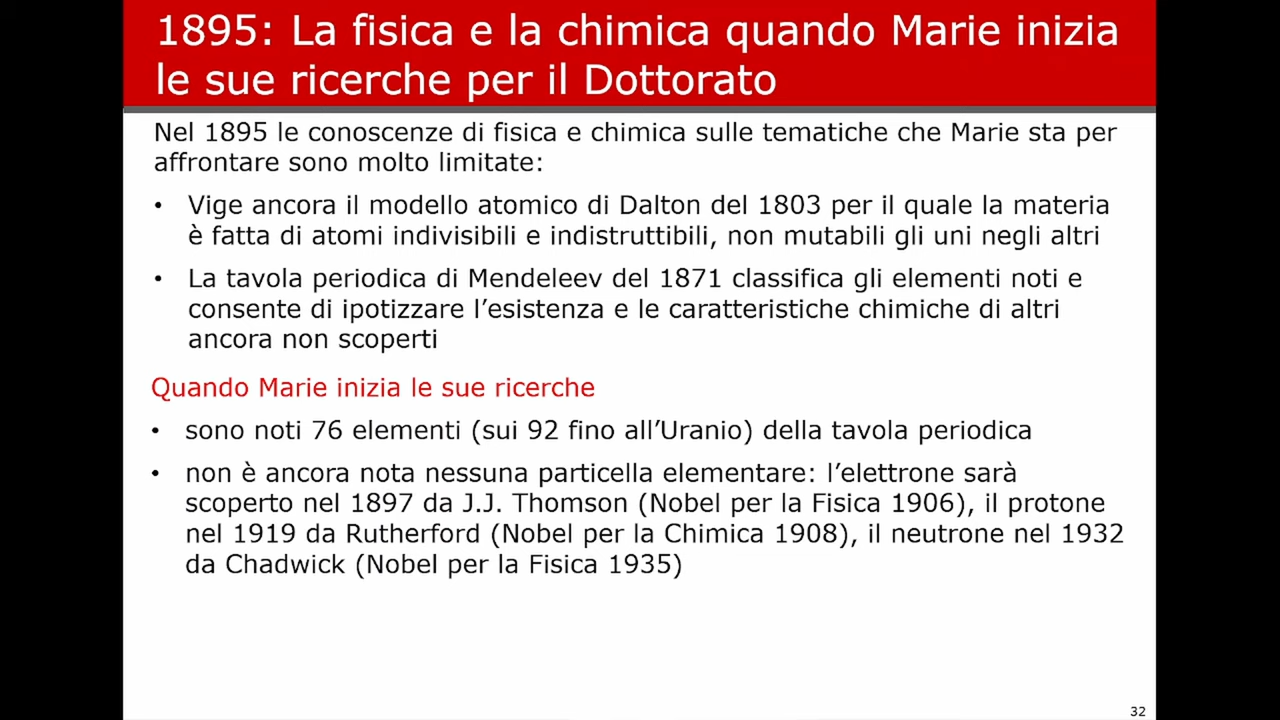 1895: La fisica e la chimica quando Marie inizia
le sue ricerche per il Dottorato
Nel 1895 le conoscenze di fisica e chimica sulle tematiche che Marie sta per
affrontare sono molto limitate:
• Vige ancora il modello atomico di Dalton del 1803 per il quale la materia
è fatta di atomi indivisibili e indistruttibili, non mutabili gli uni negli altri
• La tavola periodica di Mendeleev del 1871 classifica gli elementi noti e
consente di ipotizzare l’esistenza e le caratteristiche chimiche di altri
ancora non scoperti
Quando Marie inizia le sue ricerche
• sono noti 76 elementi (sui 92 fino all’Uranio) della tavola periodica
• non è ancora nota nessuna particella elementare: l’elettrone sarà
scoperto nel 1897 da J.J. Thomson (Nobel per la Fisica 1906), il protone
nel 1919 da Rutherford (Nobel per la Chimica 1908), il neutrone nel 1932
da Chadwick (Nobel per la Fisica 1935)
32